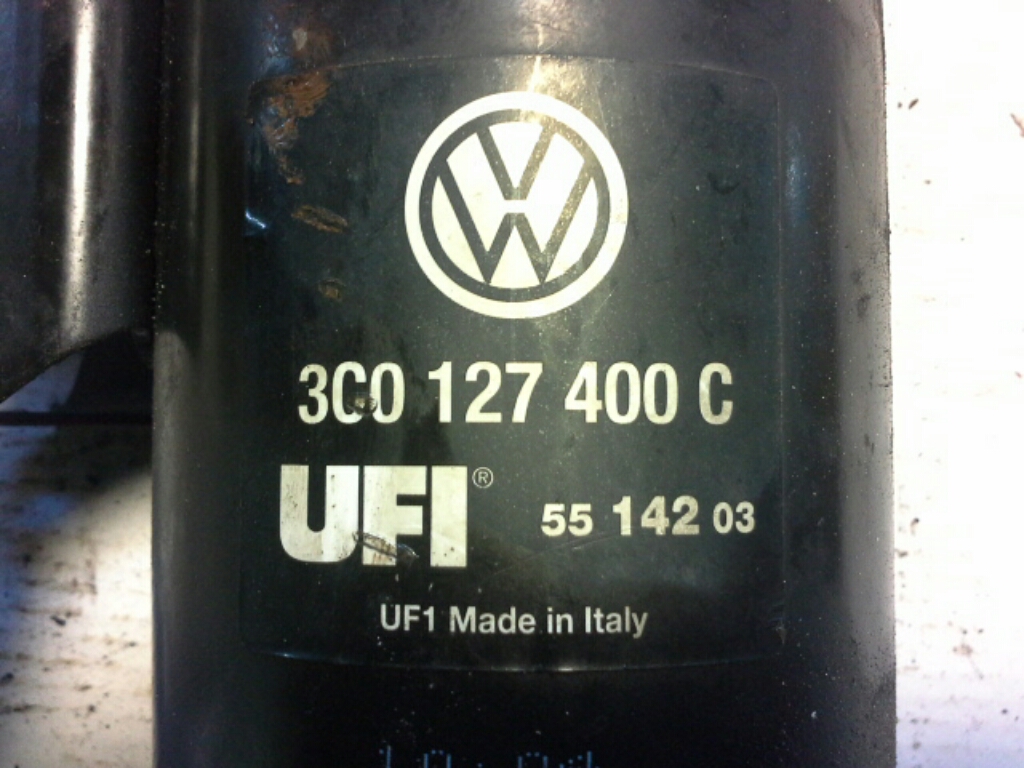 3C0 127 400 C
UFI® 55 142 03
UF1 Made in Italy